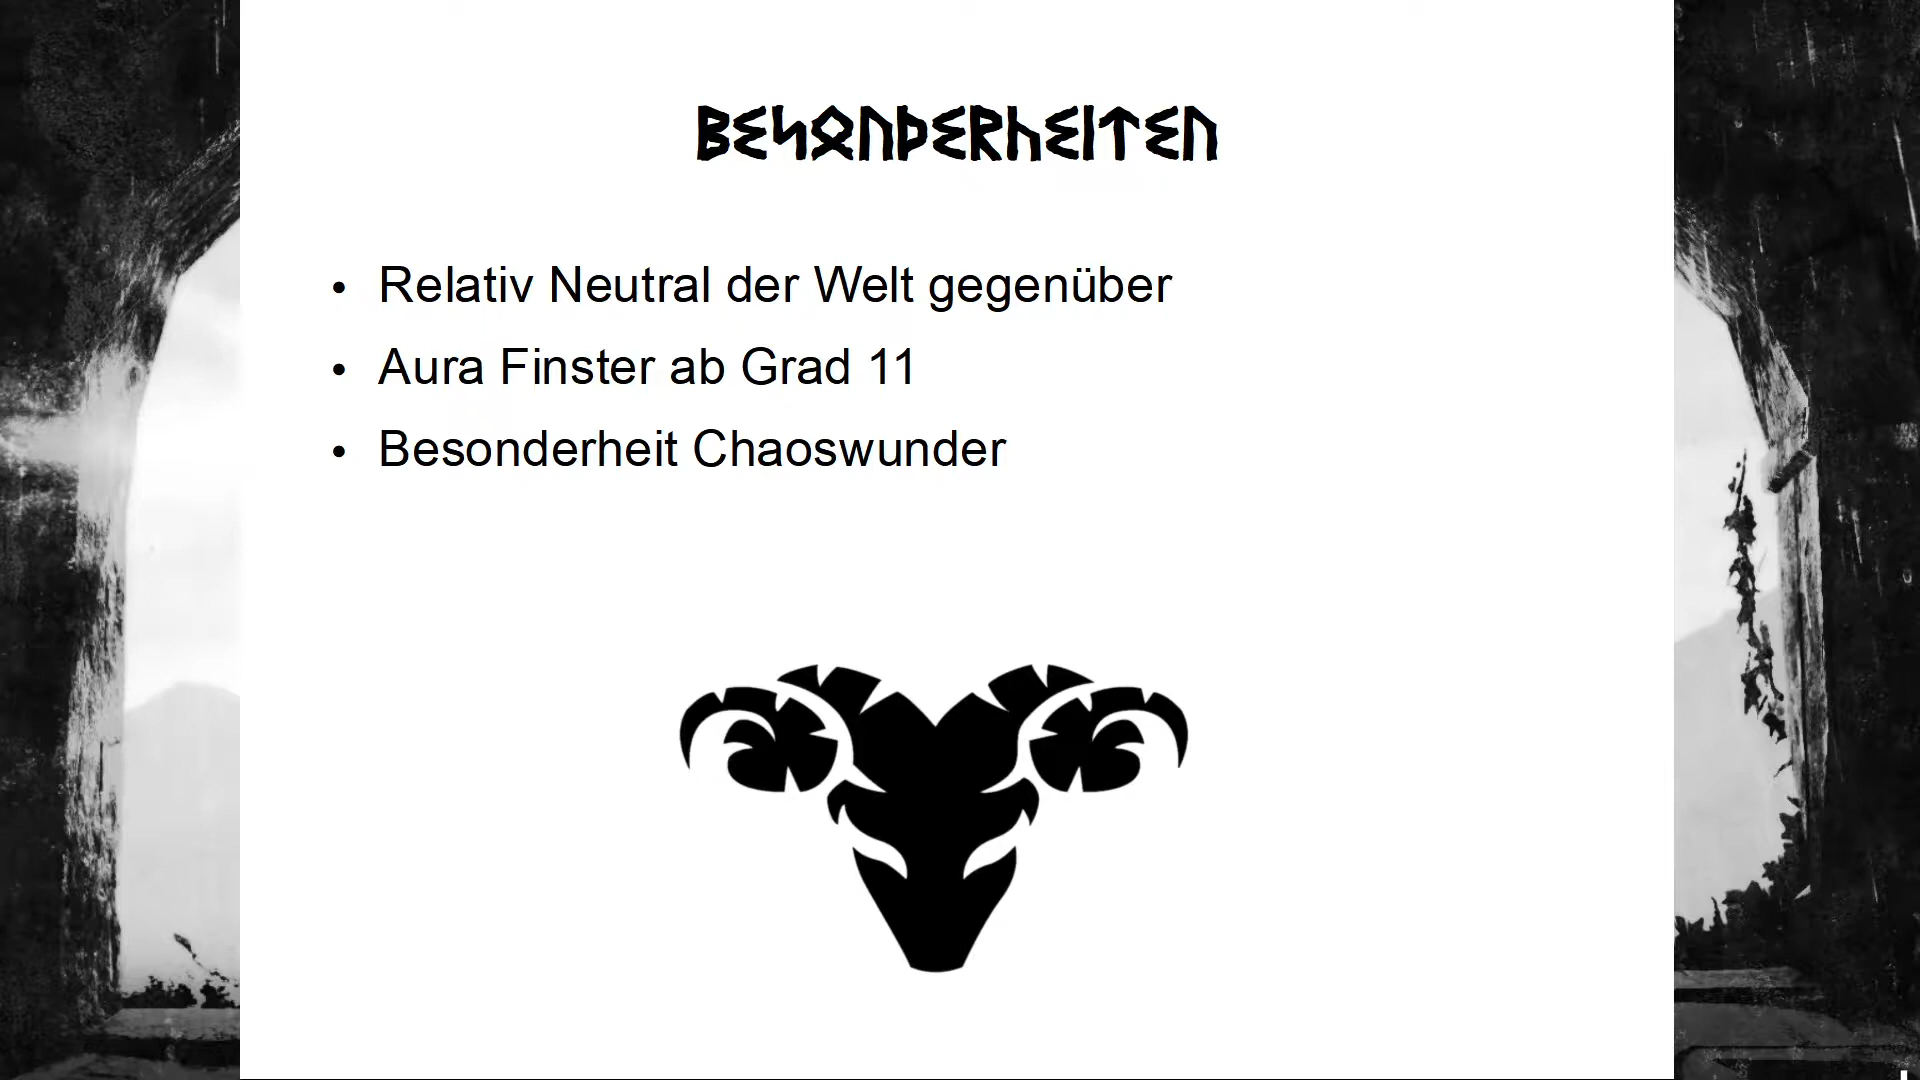 BESONDERHEITEN
• Relativ Neutral der Welt gegenüber
• Aura Finster ab Grad 11
• Besonderheit Chaoswunder